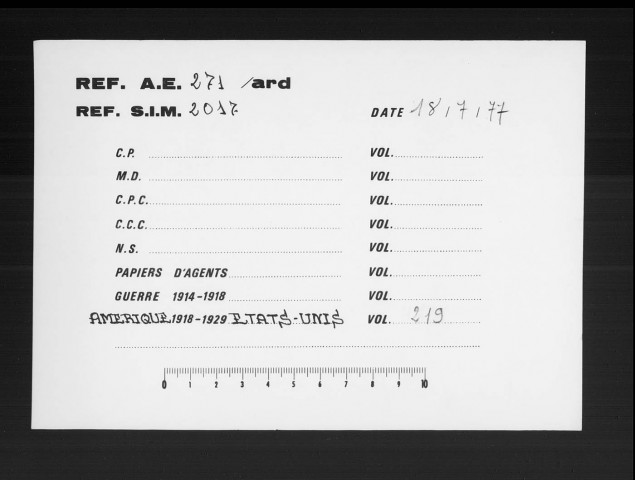 REF. A.E. 271 /ard
REF. S.I.M. 2017 DATE 18/7/77
C.P. VOL.
M.D. VOL.
C.P.C. VOL.
C.C.C. VOL.
N.S. VOL.
PAPIERS D'AGENTS VOL.
GUERRE 1914-1918 VOL.
AMERIQUE 1918-1929 ETATS-UNIS VOL. 219
0 1 2 3 4 5 6 7 8 9 10